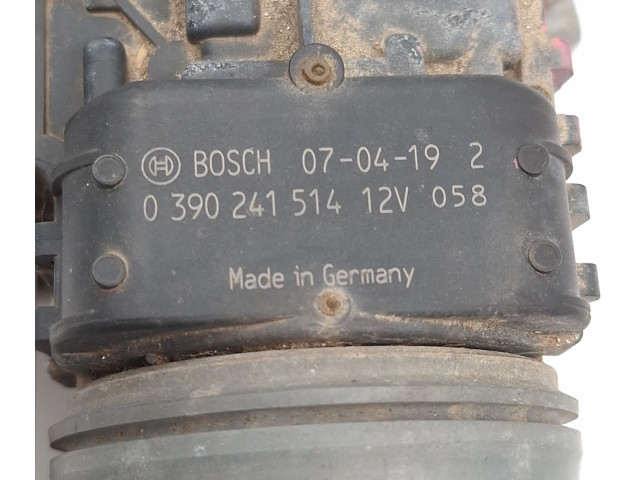 BOSCH 07-04-19 2
0 390 241 514 12V 058
Made in Germany